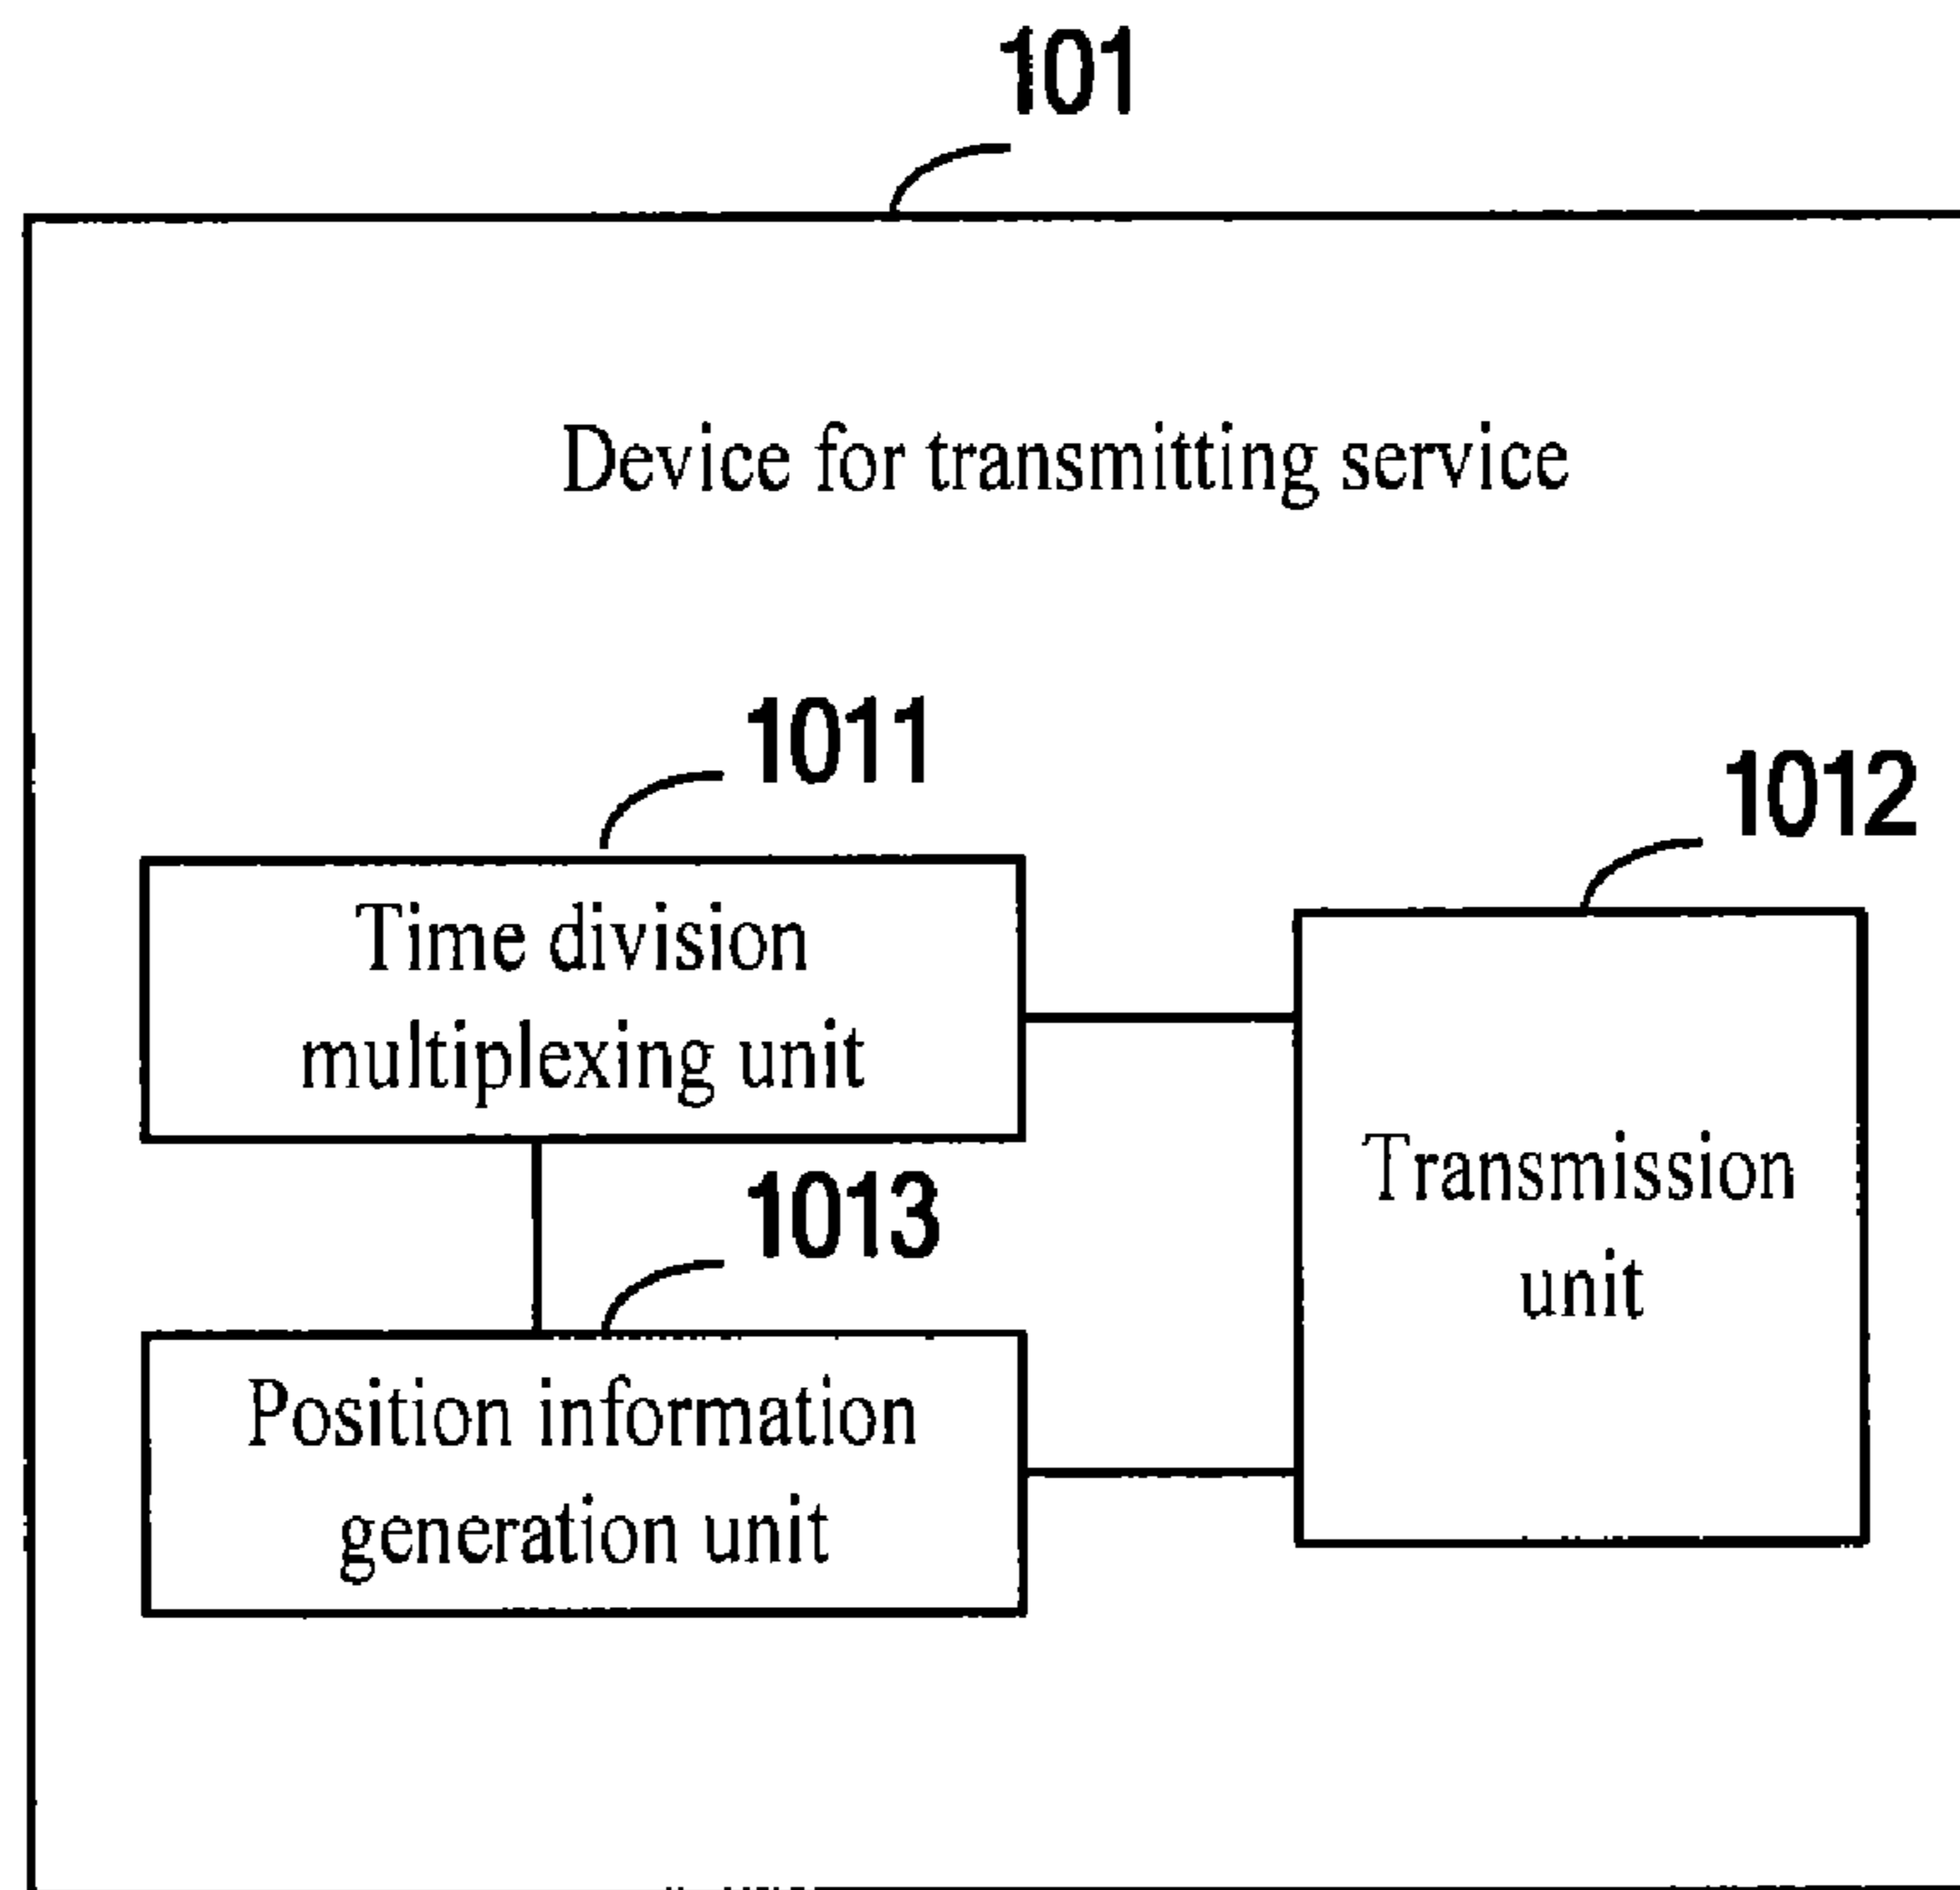 101
Device for transmitting service
1011
1012
Time division
multiplexing unit
Transmission
unit
1013
Position information
generation unit